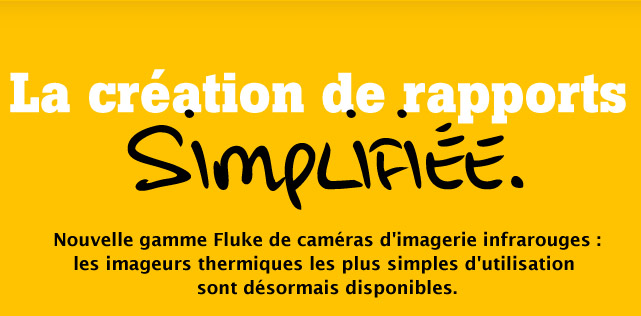 La création de rapports
SIMPLIFIÉE.
Nouvelle gamme Fluke de caméras d'imagerie infrarouges :
les imageurs thermiques les plus simples d'utilisation
sont désormais disponibles.